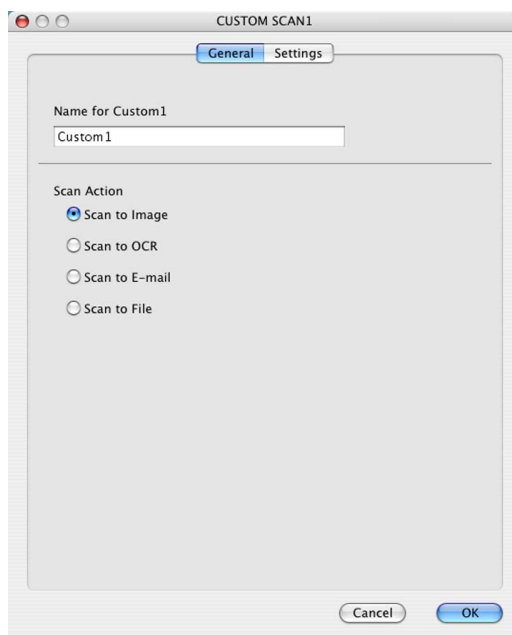 CUSTOM SCAN1
General Settings
Name for Custom1
Custom1
Scan Action
Scan to Image
Scan to OCR
Scan to E-mail
Scan to File
Cancel OK